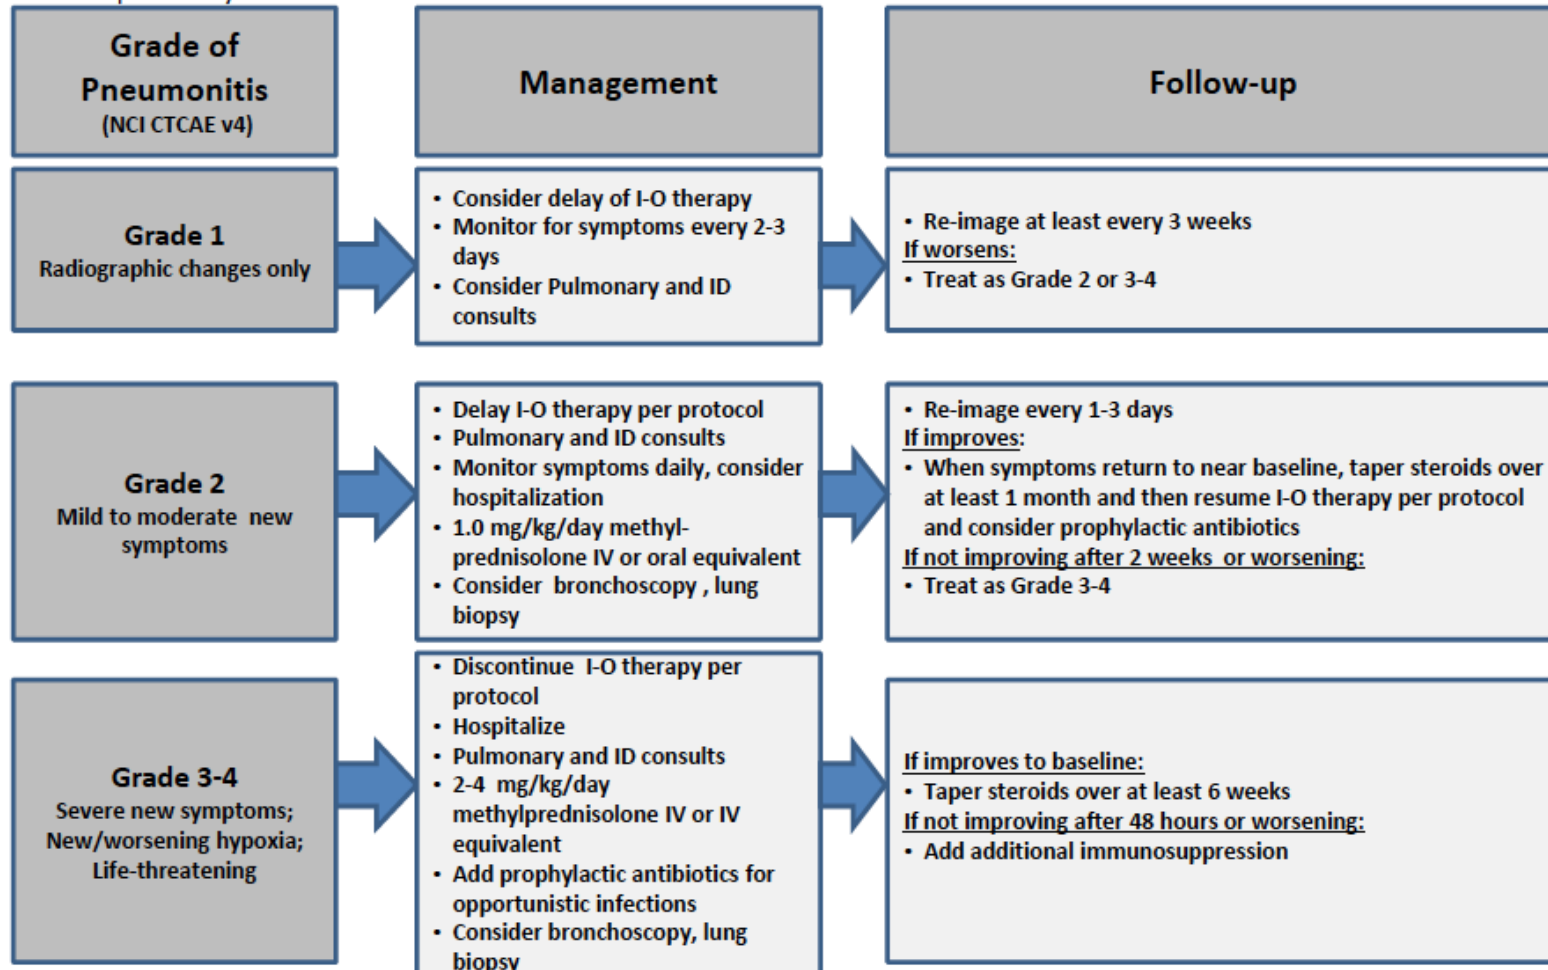 Grade of
Pneumonitis
(NCI CTCAE v4)
Management
Follow-up
Grade 1
Radiographic changes only
• Consider delay of I-O therapy
• Monitor for symptoms every 2-3
days
• Consider Pulmonary and ID
consults
• Re-image at least every 3 weeks
If worsens:
• Treat as Grade 2 or 3-4
Grade 2
Mild to moderate new
symptoms
• Delay I-O therapy per protocol
• Pulmonary and ID consults
• Monitor symptoms daily, consider
hospitalization
• 1.0 mg/kg/day methyl-
prednisolone IV or oral equivalent
• Consider bronchoscopy , lung
biopsy
• Re-image every 1-3 days
If improves:
• When symptoms return to near baseline, taper steroids over
at least 1 month and then resume I-O therapy per protocol
and consider prophylactic antibiotics
If not improving after 2 weeks or worsening:
• Treat as Grade 3-4
Grade 3-4
Severe new symptoms;
New/worsening hypoxia;
Life-threatening
• Discontinue I-O therapy per
protocol
• Hospitalize
• Pulmonary and ID consults
• 2-4 mg/kg/day
methylprednisolone IV or IV
equivalent
• Add prophylactic antibiotics for
opportunistic infections
• Consider bronchoscopy, lung
biopsy
If improves to baseline:
• Taper steroids over at least 6 weeks
If not improving after 48 hours or worsening:
• Add additional immunosuppression